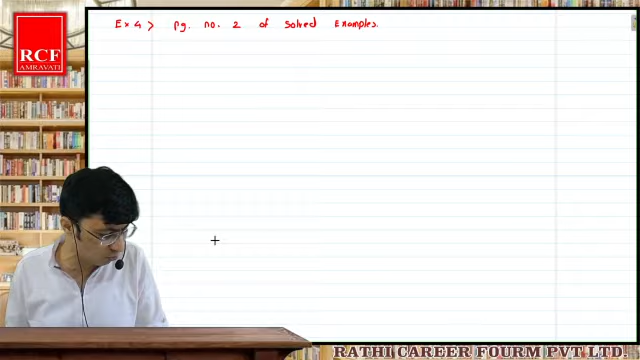 Ex 4 > pg. no. 2 of Solved Examples.
RCF
AMRAVATI
RATHI CAREER FOURM PVT LTD